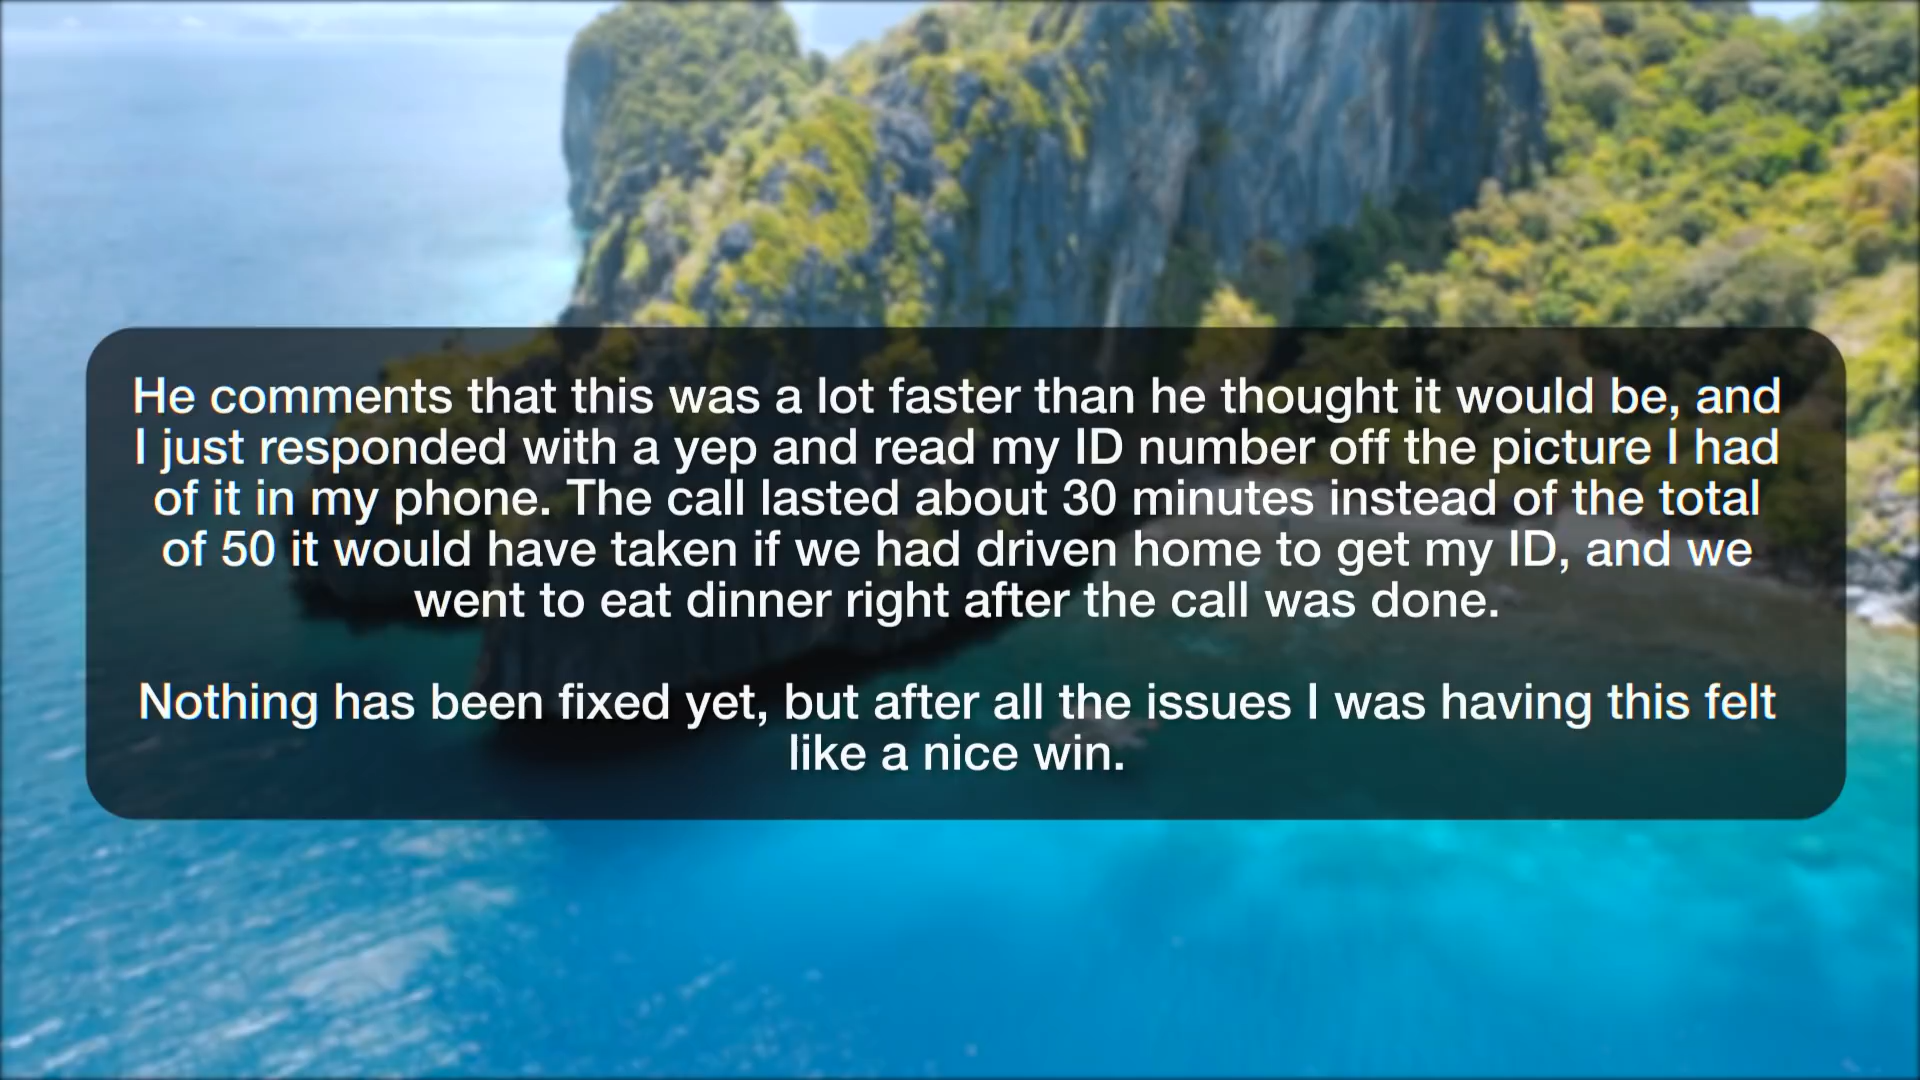 He comments that this was a lot faster than he thought it would be, and
I just responded with a yep and read my ID number off the picture I had
of it in my phone. The call lasted about 30 minutes instead of the total
of 50 it would have taken if we had driven home to get my ID, and we
went to eat dinner right after the call was done.
Nothing has been fixed yet, but after all the issues I was having this felt
like a nice win.